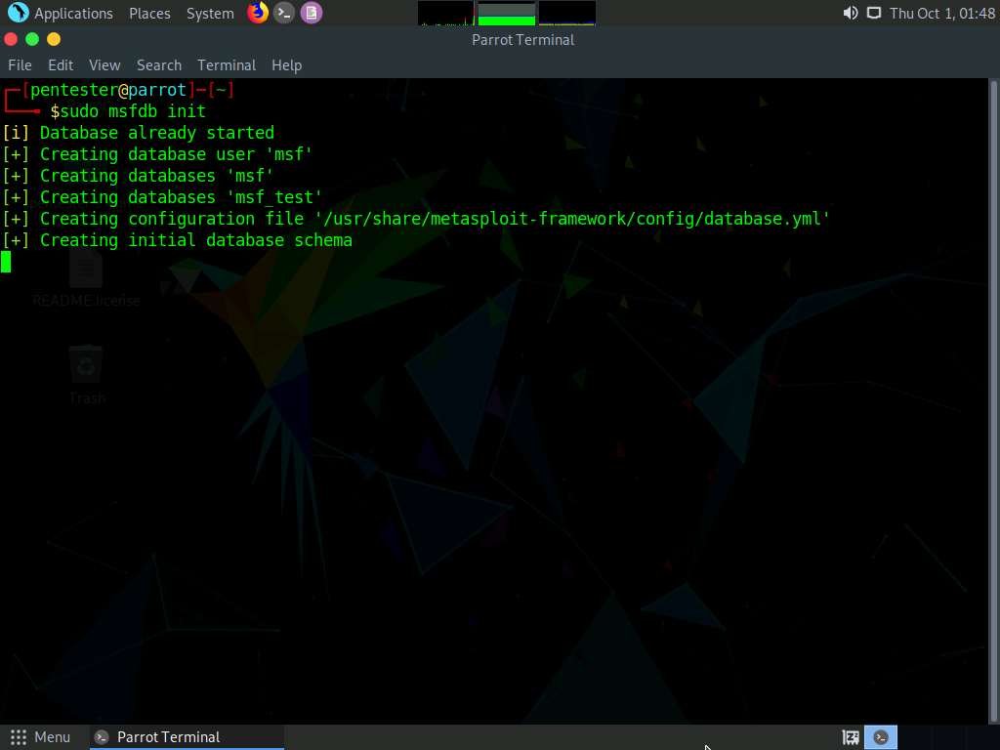 Applications Places System
Thu Oct 1, 01:48
Parrot Terminal
File Edit View Search Terminal Help
┌─[pentester@parrot]─[~]
└──╼ $sudo msfdb init
[i] Database already started
[+] Creating database user 'msf'
[+] Creating databases 'msf'
[+] Creating databases 'msf_test'
[+] Creating configuration file '/usr/share/metasploit-framework/config/database.yml'
[+] Creating initial database schema
README.license
Trash
Menu Parrot Terminal